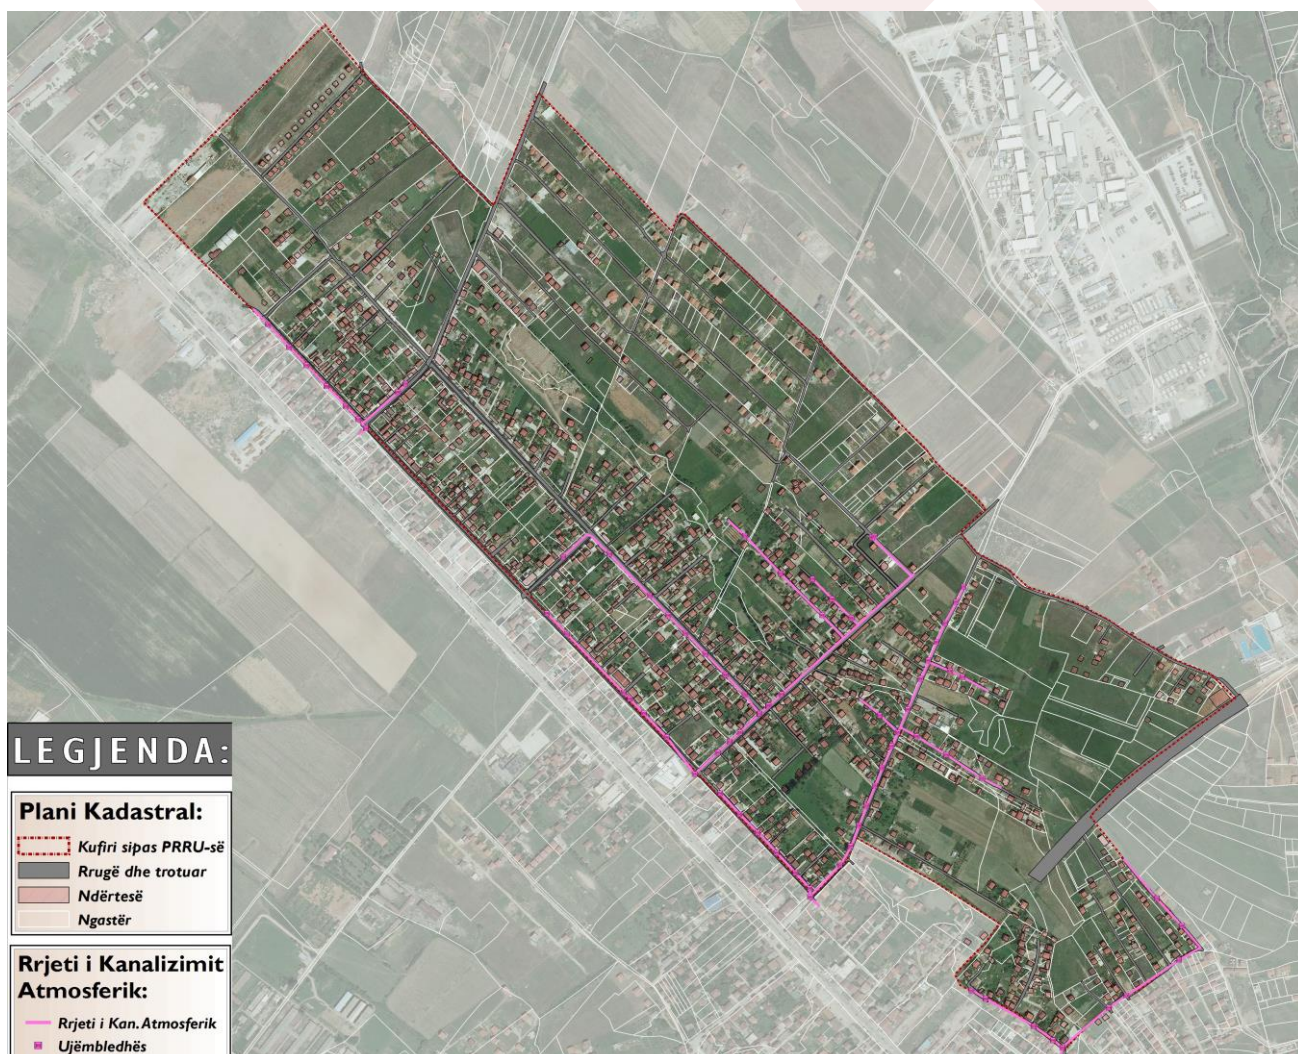 LEGJENDA:
Plani Kadastral:
Kufiri sipas PRRU-së
Rrugë dhe trotuar
Ndërtesë
Ngastër
Rrjeti i Kanalizimit
Atmosferik:
Rrjeti i Kan. Atmosferik
Ujëmbledhës